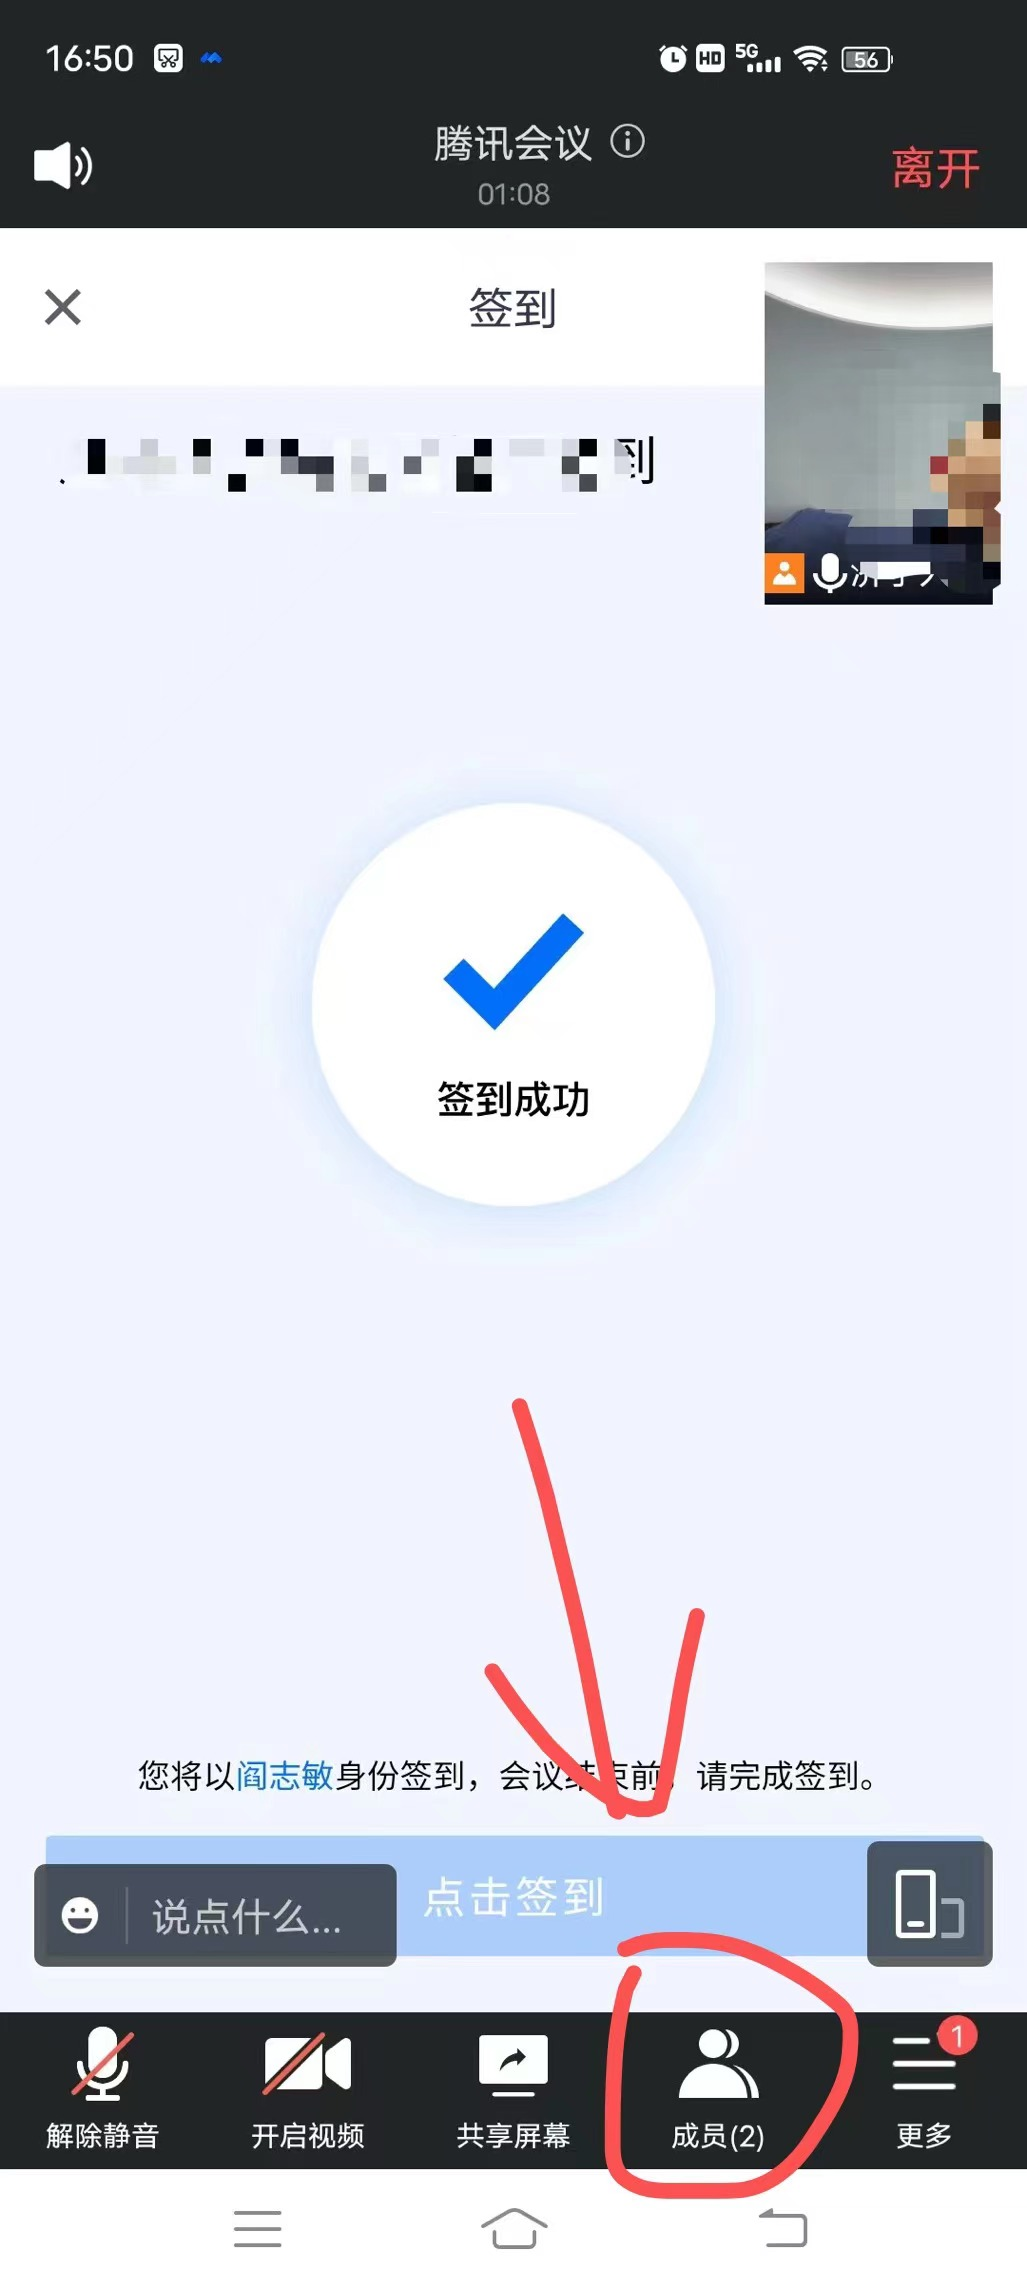 16:50
HD 5G 56
腾讯会议
01:08
离开
签到
到
签到成功
您将以阎志敏身份签到，会议结束前，请完成签到。
点击签到
说点什么...
1
解除静音 开启视频 共享屏幕 成员(2) 更多